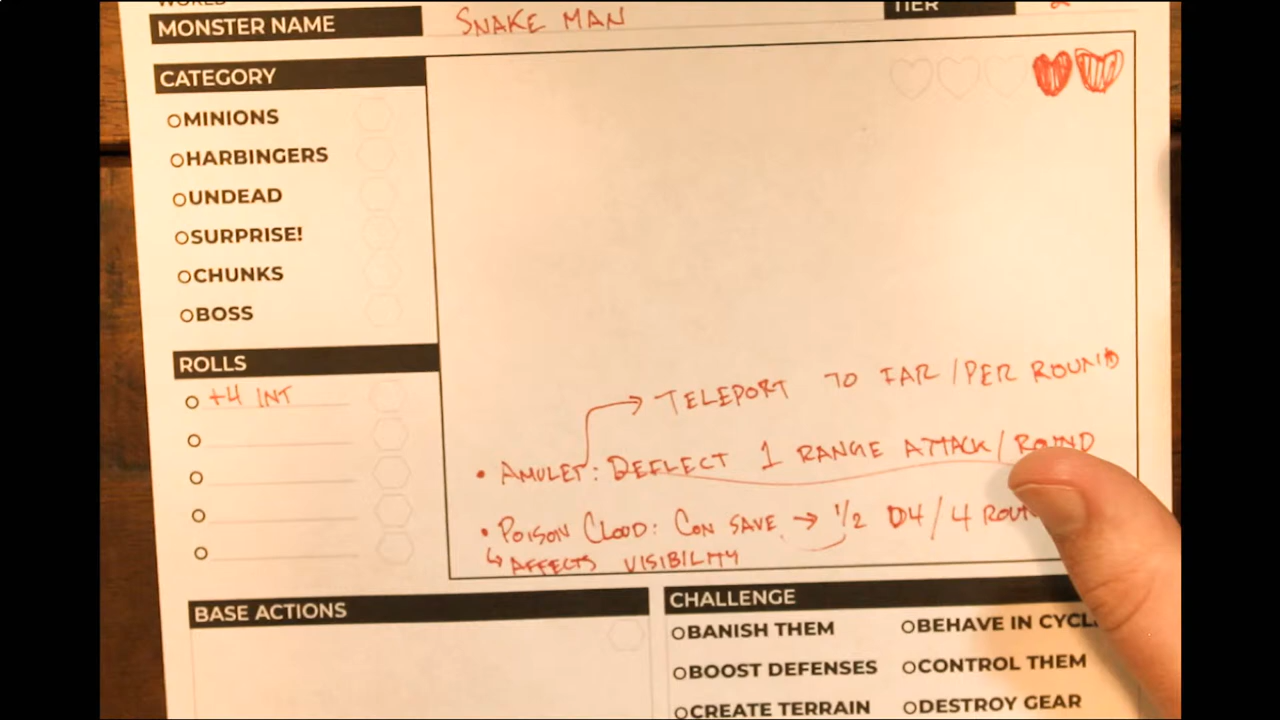 MONSTER NAME SNAKE MAN TIER
CATEGORY
MINIONS
HARBINGERS
UNDEAD
SURPRISE!
CHUNKS
BOSS
ROLLS
+4 INT
TELEPORT TO FAR/PER ROUND
• AMULET: DEFLECT 1 RANGE ATTACK/ROUND
• POISON CLOUD: CON SAVE → 1/2 D4/4
↳ AFFECTS VISIBILITY
BASE ACTIONS
CHALLENGE
BANISH THEM
BEHAVE IN
BOOST DEFENSES
CONTROL THEM
CREATE TERRAIN
DESTROY GEAR